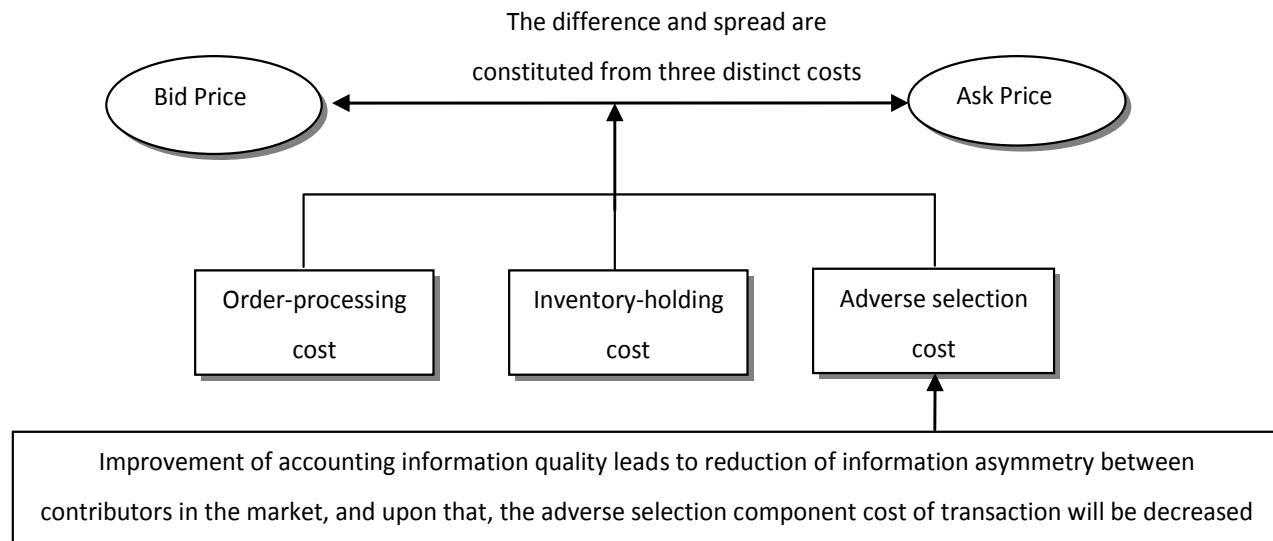 The difference and spread are
constituted from three distinct costs
Bid Price
Ask Price
Order-processing
cost
Inventory-holding
cost
Adverse selection
cost
Improvement of accounting information quality leads to reduction of information asymmetry between
contributors in the market, and upon that, the adverse selection component cost of transaction will be decreased